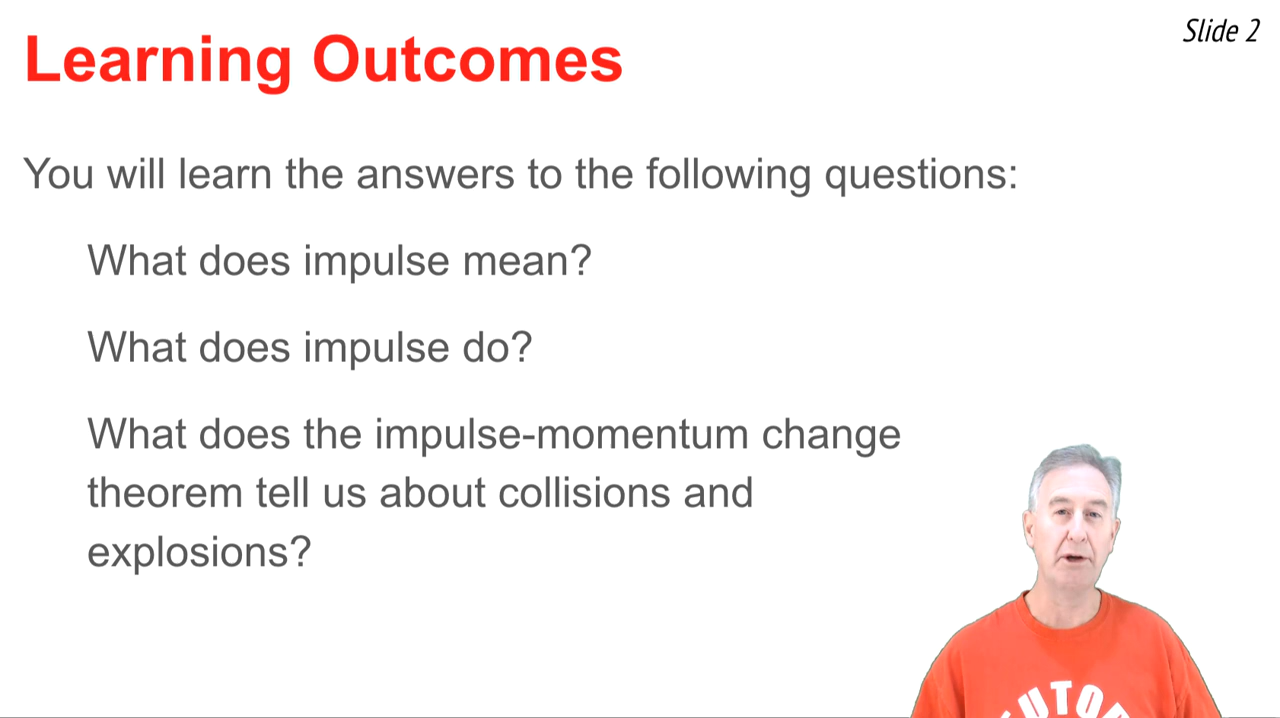 Slide 2
Learning Outcomes
You will learn the answers to the following questions:
What does impulse mean?
What does impulse do?
What does the impulse-momentum change
theorem tell us about collisions and
explosions?